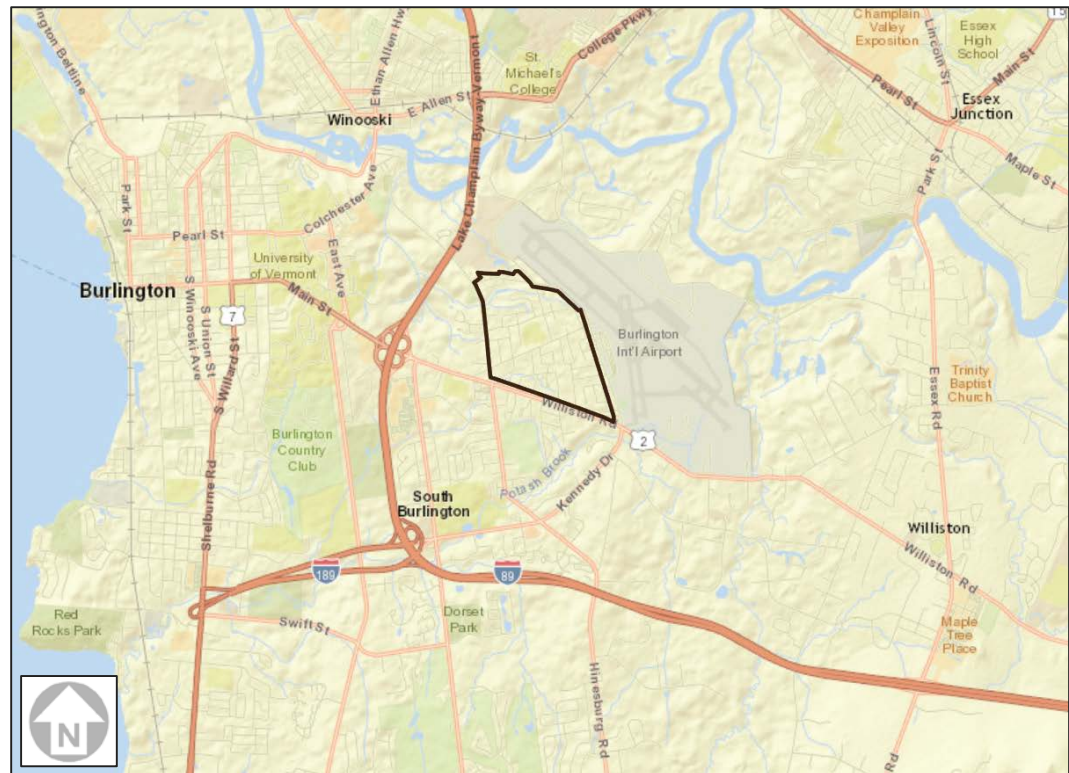 ington Beltline
Ethan Allen Hwy
Lake Champlain Byway-Vermont
College Pkwy
St.
Michael's
College
Champlain
Valley
Exposition
Lincoln St
Essex
High
School
15
Main St
Pearl St
Essex
Junction
Winooski
E Allen St
Maple St
Park St
Park St
Colchester Ave
Pearl St
East Ave
University
of Vermont
Main St
Burlington
S Winooski Ave
S Union St
7
S Willard St
Burlington
Int'l Airport
Trinity
Baptist
Church
Essex Rd
Williston Rd
2
Burlington
Country
Club
Potash Brook
Kennedy Dr
South
Burlington
Shelburne Rd
Williston
Williston Rd
189
89
Red
Rocks Park
Swift St
Dorset
Park
Maple
Tree
Place
Hinesburg Rd
Rd
N